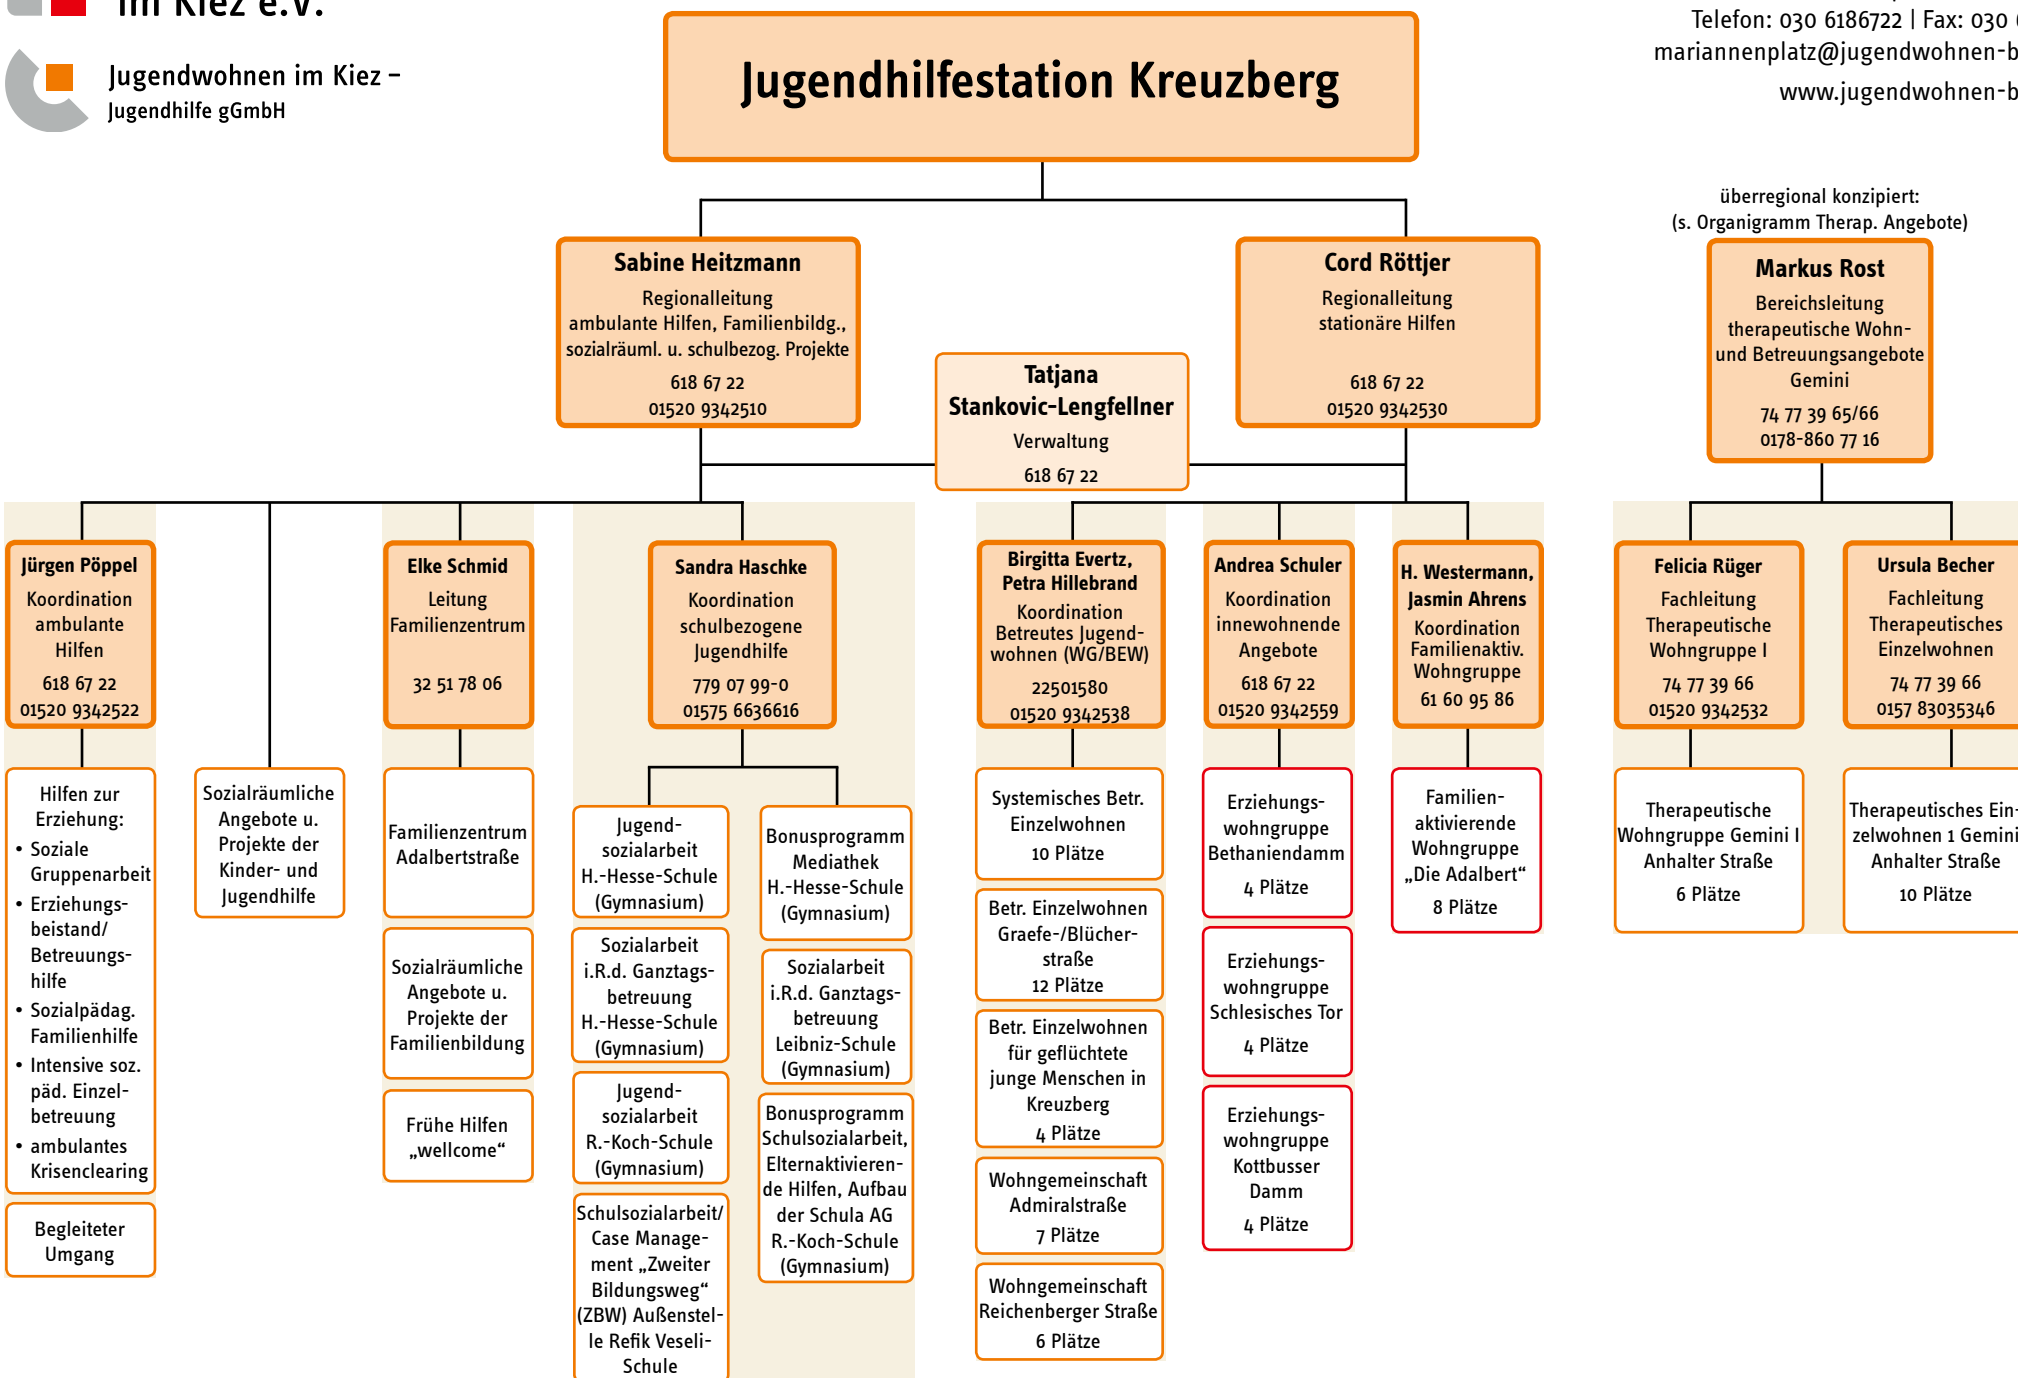 im Kiez e.V.
Jugendwohnen im Kiez –
Jugendhilfe gGmbH
Jugendhilfestation Kreuzberg
Telefon: 030 6186722 | Fax: 030
mariannenplatz@jugendwohnen-b
www.jugendwohnen-b
überregional konzipiert:
(s. Organigramm Therap. Angebote)
Sabine Heitzmann
Regionalleitung
ambulante Hilfen, Familienbildg.,
sozialräuml. u. schulbezog. Projekte
618 67 22
01520 9342510
Tatjana
Stankovic-Lengfellner
Verwaltung
618 67 22
Cord Röttjer
Regionalleitung
stationäre Hilfen
618 67 22
01520 9342530
Markus Rost
Bereichsleitung
therapeutische Wohn-
und Betreuungsangebote
Gemini
74 77 39 65/66
0178-860 77 16
Jürgen Pöppel
Koordination
ambulante
Hilfen
618 67 22
01520 9342522
Elke Schmid
Leitung
Familienzentrum
32 51 78 06
Sandra Haschke
Koordination
schulbezogene
Jugendhilfe
779 07 99-0
01575 6636616
Birgitta Evertz,
Petra Hillebrand
Koordination
Betreutes Jugend-
wohnen (WG/BEW)
22501580
01520 9342538
Andrea Schuler
Koordination
innewohnende
Angebote
618 67 22
01520 9342559
H. Westermann,
Jasmin Ahrens
Koordination
Familienaktiv.
Wohngruppe
61 60 95 86
Felicia Rüger
Fachleitung
Therapeutische
Wohngruppe I
74 77 39 66
01520 9342532
Ursula Becher
Fachleitung
Therapeutisches
Einzelwohnen
74 77 39 66
0157 83035346
Hilfen zur
Erziehung:
• Soziale
Gruppenarbeit
• Erziehungs-
beistand/
Betreuungs-
hilfe
• Sozialpädag.
Familienhilfe
• Intensive soz.
päd. Einzel-
betreuung
• ambulantes
Krisenclearing
Begleiteter
Umgang
Sozialräumliche
Angebote u.
Projekte der
Kinder- und
Jugendhilfe
Familienzentrum
Adalbertstraße
Sozialräumliche
Angebote u.
Projekte der
Familienbildung
Frühe Hilfen
„wellcome“
Jugend-
sozialarbeit
H.-Hesse-Schule
(Gymnasium)
Sozialarbeit
i.R.d. Ganztags-
betreuung
H.-Hesse-Schule
(Gymnasium)
Jugend-
sozialarbeit
R.-Koch-Schule
(Gymnasium)
Schulsozialarbeit/
Case Manage-
ment „Zweiter
Bildungsweg“
(ZBW) Außenstel-
le Refik Veseli-
Schule
Bonusprogramm
Mediathek
H.-Hesse-Schule
(Gymnasium)
Sozialarbeit
i.R.d. Ganztags-
betreuung
Leibniz-Schule
(Gymnasium)
Bonusprogramm
Schulsozialarbeit,
Elternaktivieren-
de Hilfen, Aufbau
der Schula AG
R.-Koch-Schule
(Gymnasium)
Systemisches Betr.
Einzelwohnen
10 Plätze
Betr. Einzelwohnen
Graefe-/Blücher-
straße
12 Plätze
Betr. Einzelwohnen
für geflüchtete
junge Menschen in
Kreuzberg
4 Plätze
Wohngemeinschaft
Admiralstraße
7 Plätze
Wohngemeinschaft
Reichenberger Straße
6 Plätze
Erziehungs-
wohngruppe
Bethaniendamm
4 Plätze
Erziehungs-
wohngruppe
Schlesisches Tor
4 Plätze
Erziehungs-
wohngruppe
Kottbusser
Damm
4 Plätze
Familien-
aktivierende
Wohngruppe
„Die Adalbert“
8 Plätze
Therapeutische
Wohngruppe Gemini I
Anhalter Straße
6 Plätze
Therapeutisches Ein-
zelwohnen 1 Gemini
Anhalter Straße
10 Plätze